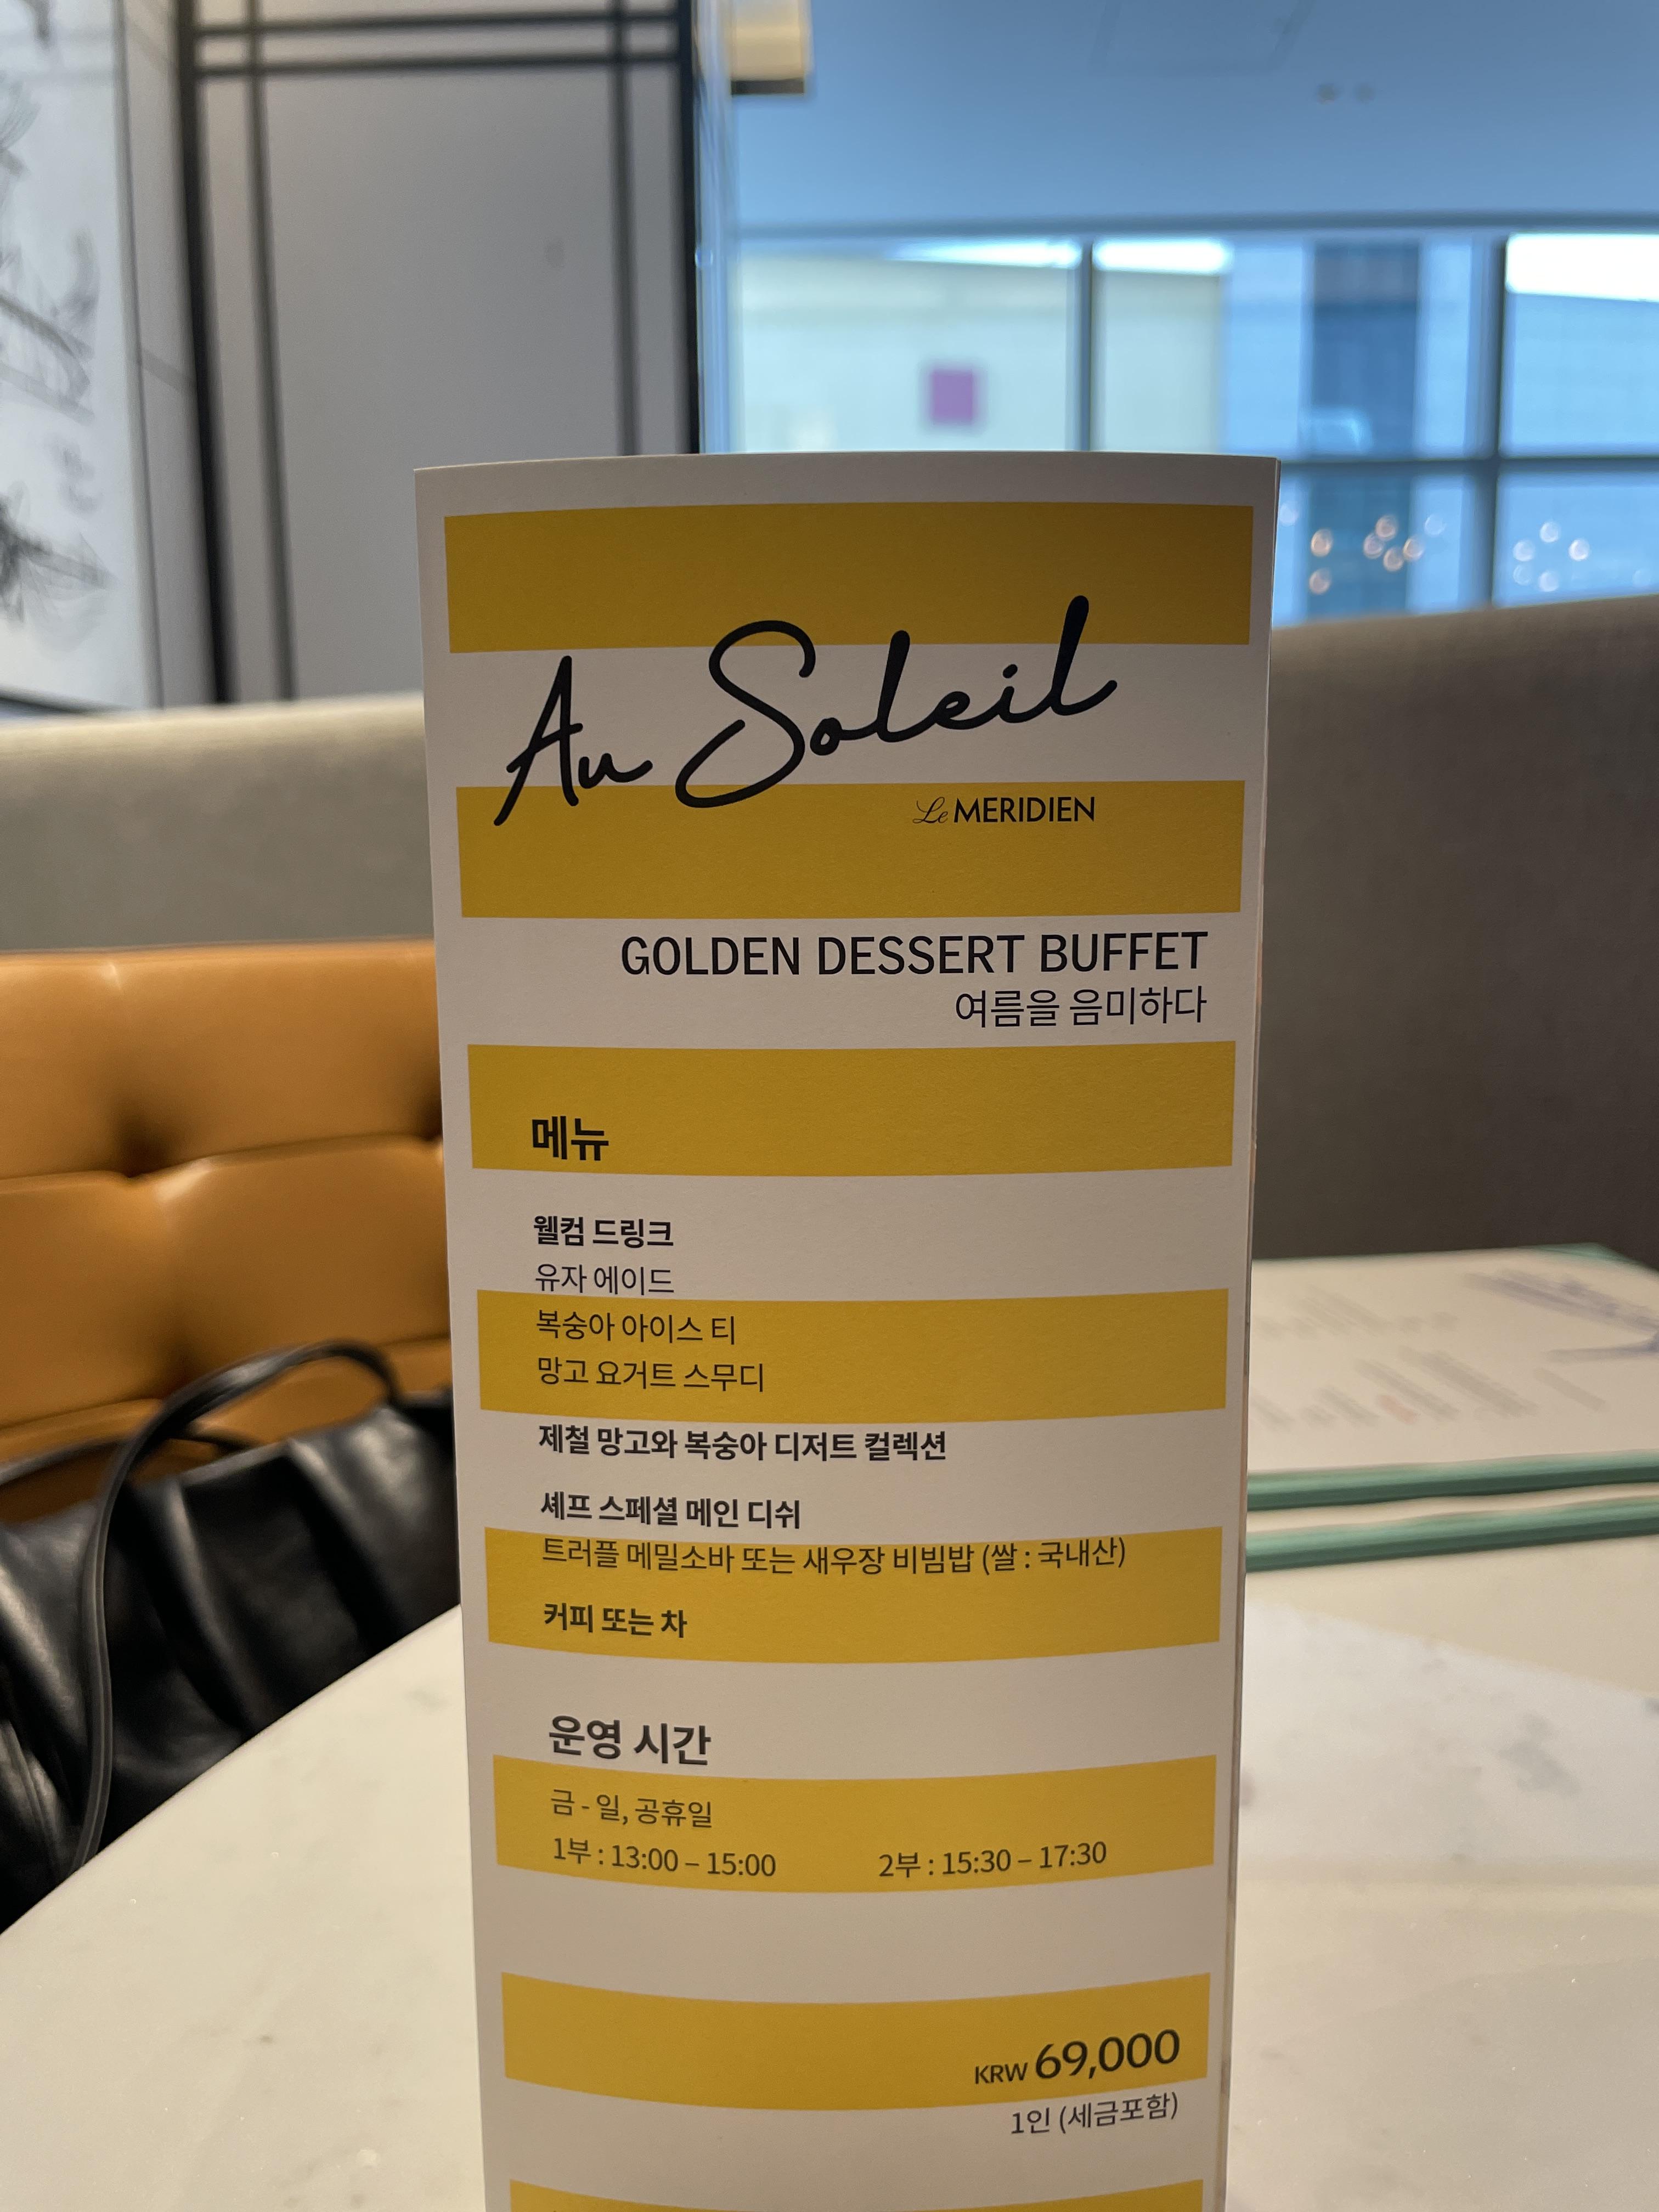 Au Soleil
Le MERIDIEN
GOLDEN DESSERT BUFFET
여름을 음미하다
메뉴
웰컴 드링크
유자 에이드
복숭아 아이스 티
망고 요거트 스무디
제철 망고와 복숭아 디저트 컬렉션
셰프 스페셜 메인 디쉬
트러플 메밀소바 또는 새우장 비빔밥 (쌀 : 국내산)
커피 또는 차
운영 시간
금 - 일, 공휴일
1부 : 13:00 – 15:00 2부 : 15:30 – 17:30
KRW 69,000
1인 (세금포함)